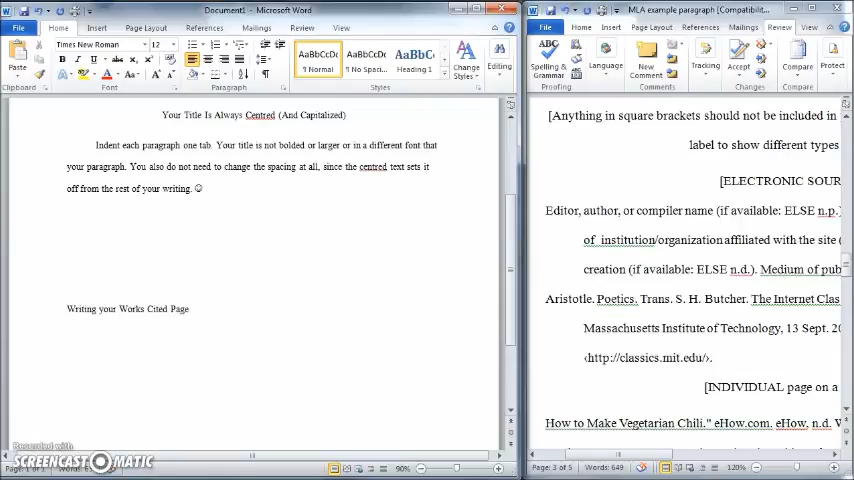 Document1 - Microsoft Word
File Home Insert Page Layout References Mailings Review View
Times New Roman 12
Paste
B I U abc x₂ x²
AaBbCcDc AaBbCcDc AaBbC
¶ Normal ¶ No Spaci... Heading 1
Change Styles
Editing
Clipboard Font Paragraph Styles
Your Title Is Always Centred (And Capitalized)
Indent each paragraph one tab. Your title is not bolded or larger or in a different font that
your paragraph. You also do not need to change the spacing at all, since the centred text sets it
off from the rest of your writing. ☺
Writing your Works Cited Page
Recorded with
SCREENCAST O MATIC
90%
MLA example paragraph [Compatibilit...
File Home Insert Page Layout References Mailings Review View
Spelling & Grammar
Language
New Comment
Tracking
Accept
Compare
Protect
Proofing Comments Changes Compare
[Anything in square brackets should not be included in
label to show different types
[ELECTRONIC SOUR
Editor, author, or compiler name (if available: ELSE n.p.)
of institution/organization affiliated with the site (
creation (if available: ELSE n.d.). Medium of pub
Aristotle. Poetics. Trans. S. H. Butcher. The Internet Clas
Massachusetts Institute of Technology, 13 Sept. 20
‹http://classics.mit.edu/›.
[INDIVIDUAL page on a
How to Make Vegetarian Chili." eHow.com. eHow, n.d. W
Page: 3 of 5 Words: 649 120%